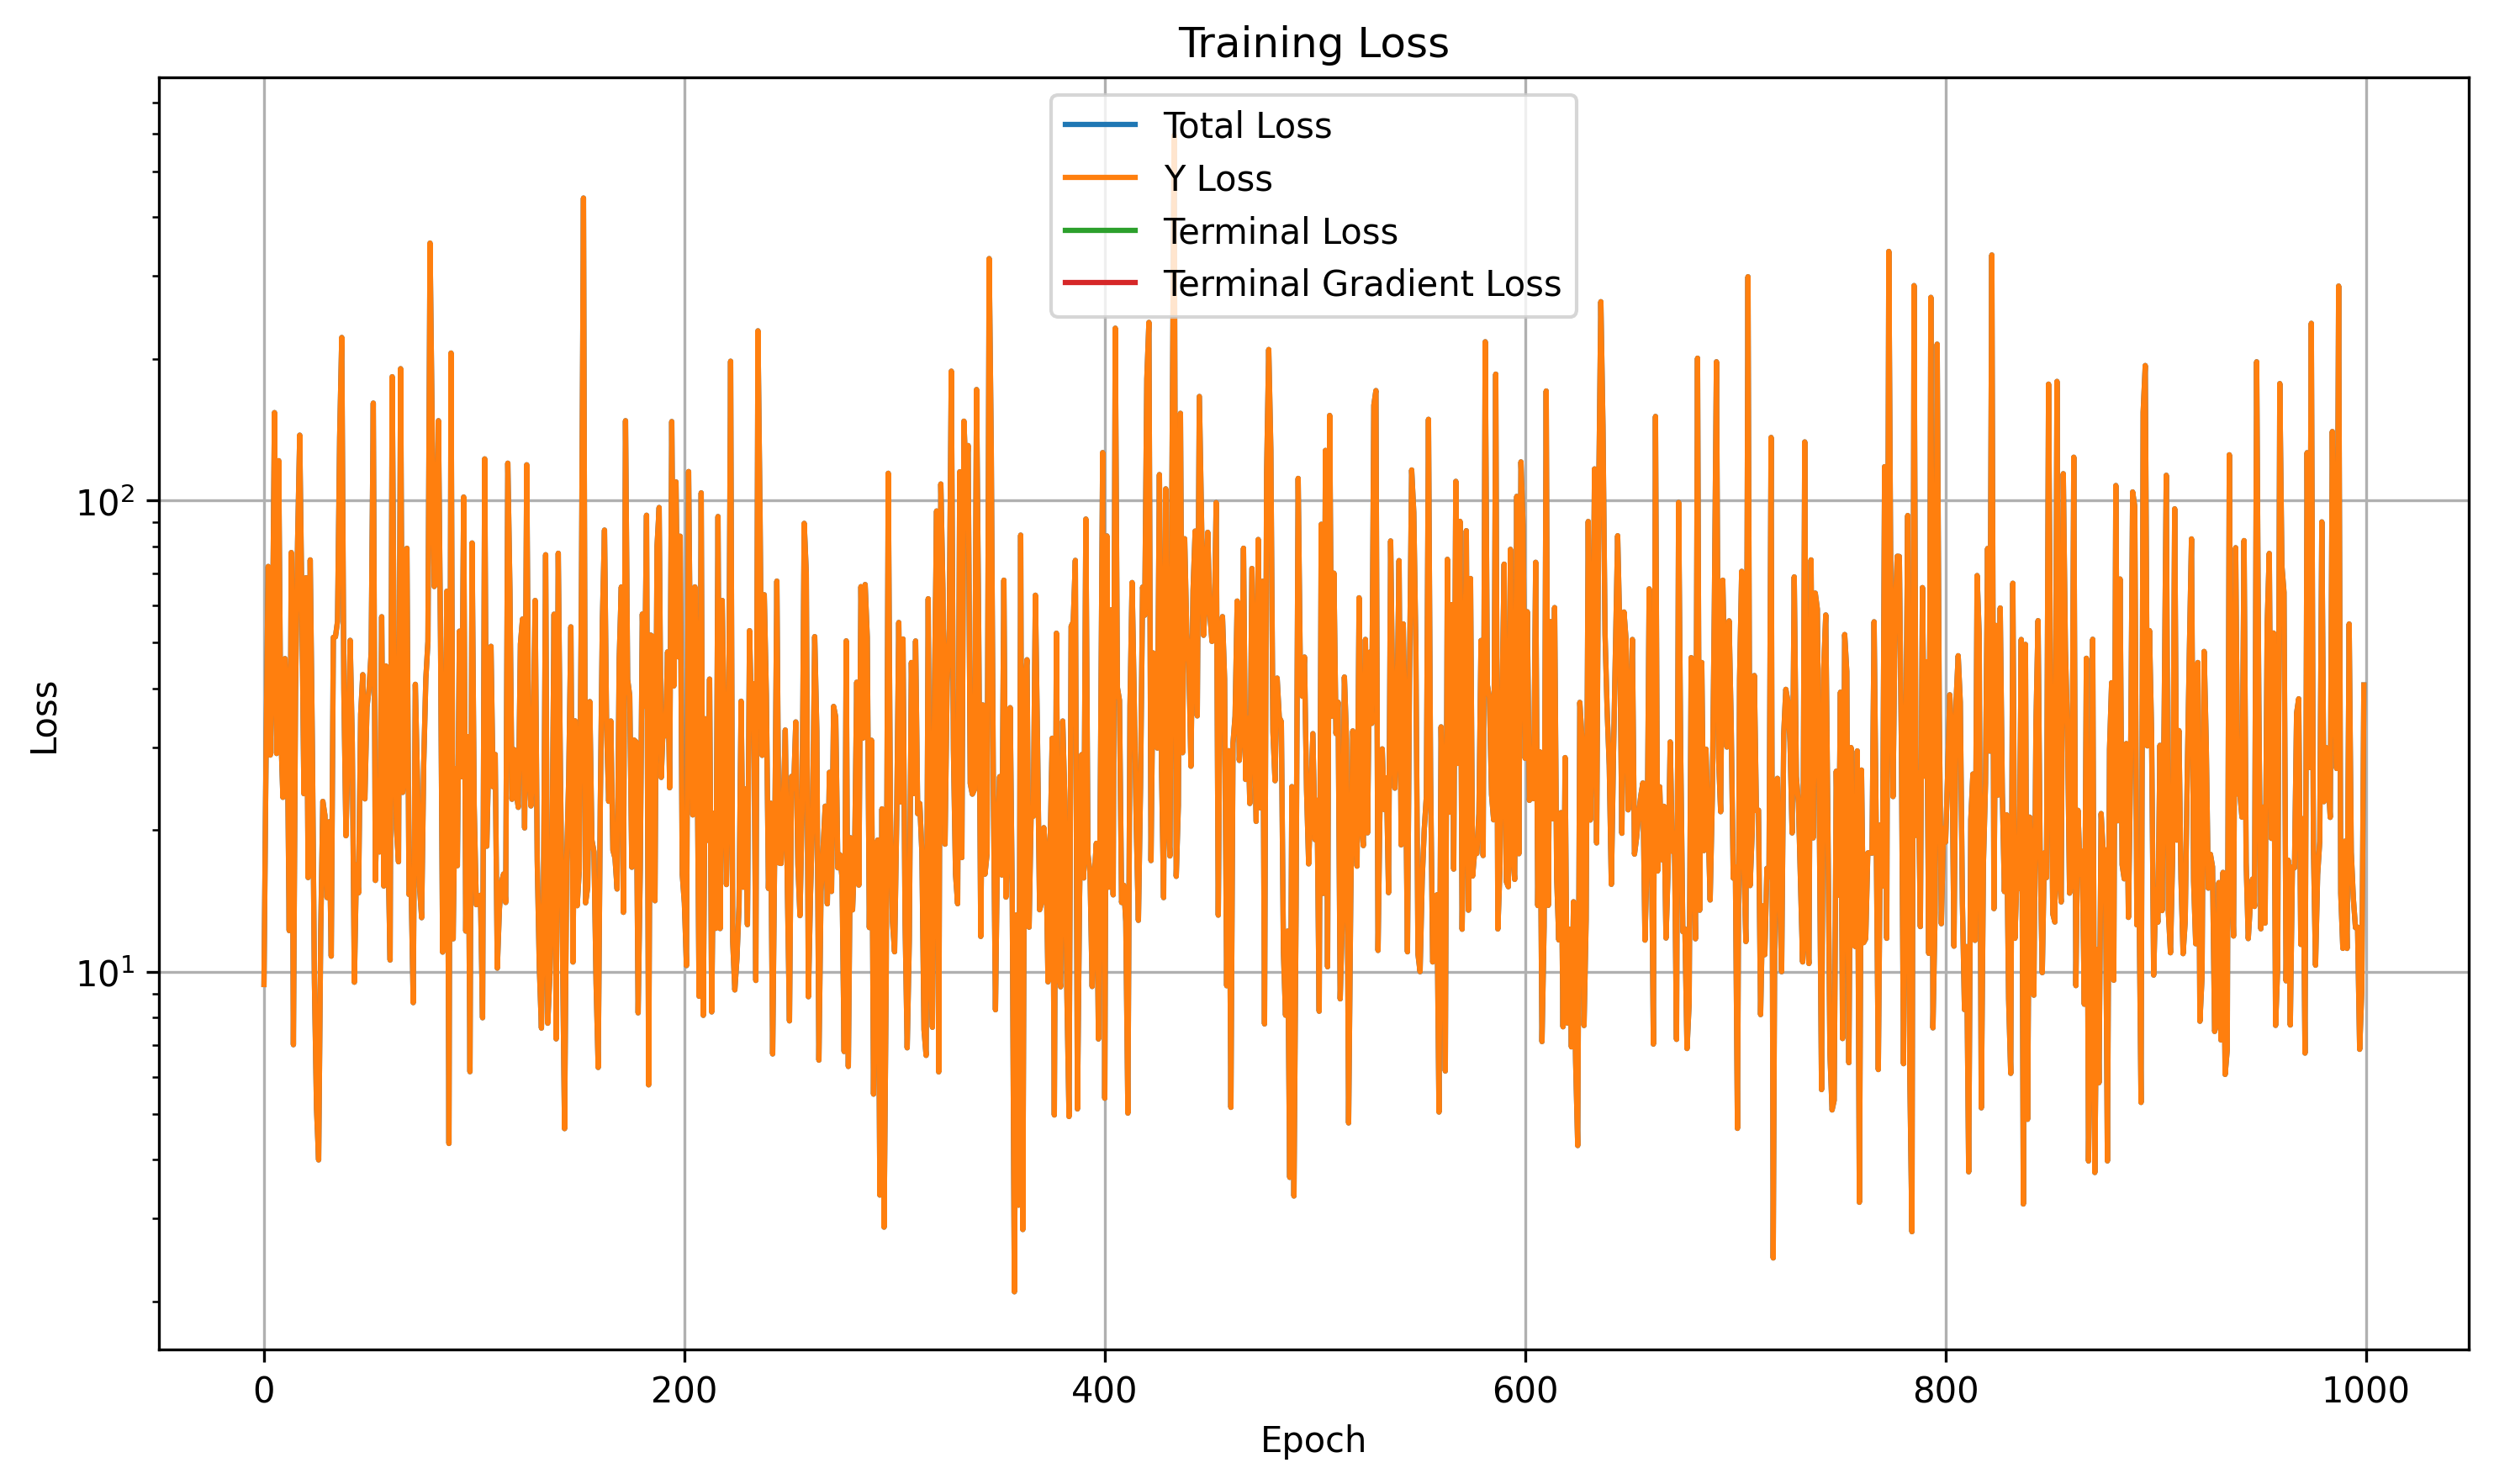 Training Loss
Total Loss
Y Loss
Terminal Loss
Terminal Gradient Loss
10²
10¹
Loss
0 200 400 600 800 1000
Epoch